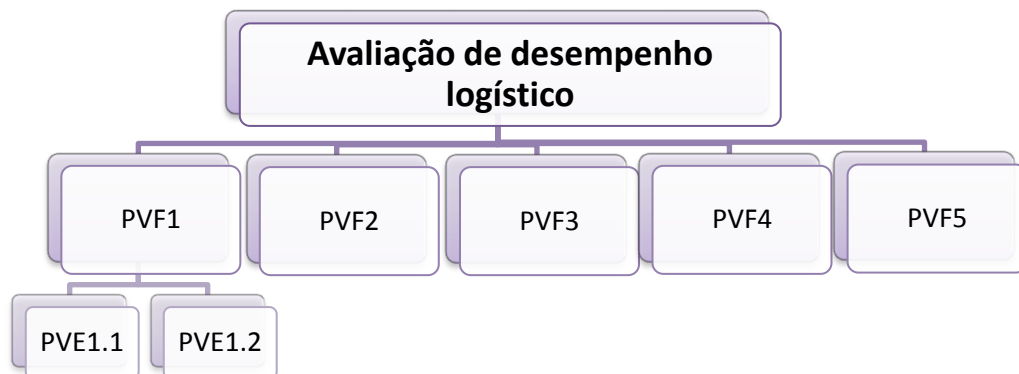 Avaliação de desempenho
logístico
PVF1
PVF2
PVF3
PVF4
PVF5
PVE1.1
PVE1.2